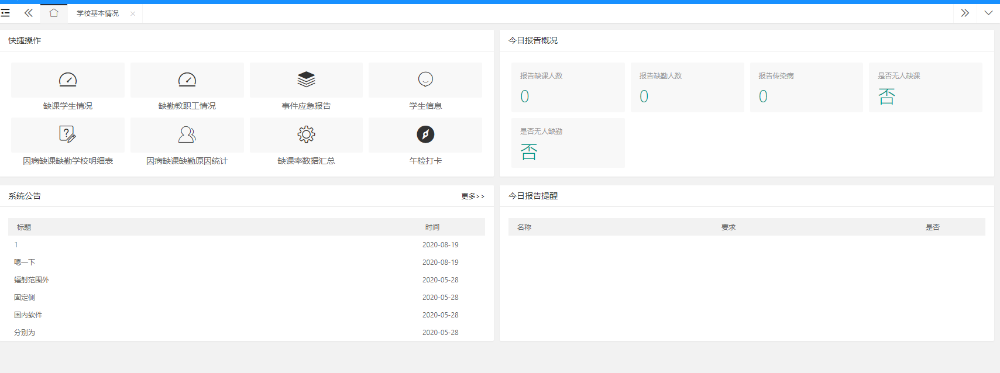 学校基本情况
快捷操作
缺课学生情况 缺勤教职工情况 事件应急报告 学生信息
因病缺课缺勤学校明细表 因病缺课缺勤原因统计 缺课率数据汇总 午检打卡
今日报告概况
报告缺课人数 报告缺勤人数 报告传染病 是否无人缺课
0 0 0 否
是否无人缺勤
否
系统公告 更多>>
标题 时间
1 2020-08-19
嗯一下 2020-08-19
辐射范围外 2020-05-28
固定侧 2020-05-28
国内软件 2020-05-28
分别为 2020-05-28
今日报告提醒
名称 要求 是否